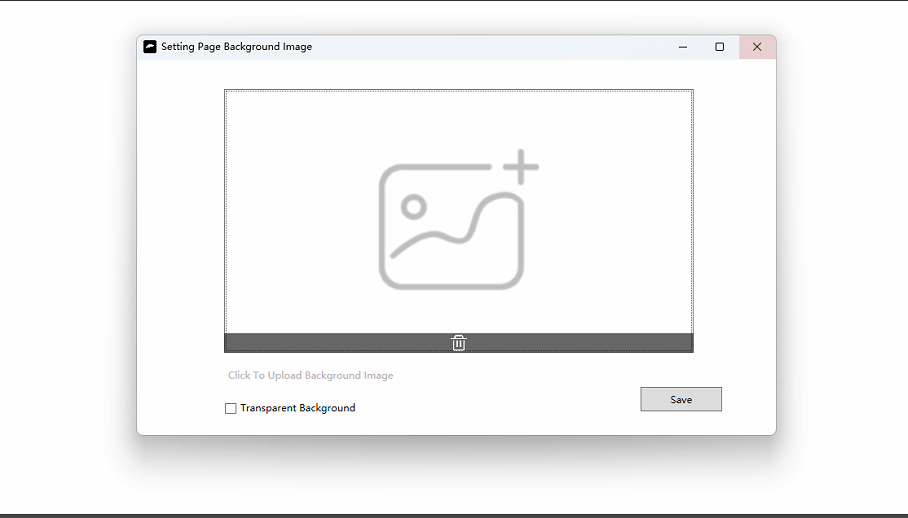 Setting Page Background Image
Click To Upload Background Image
Transparent Background
Save